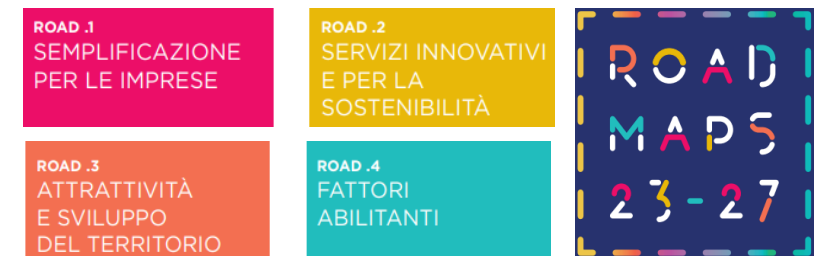 ROAD .1
SEMPLIFICAZIONE
PER LE IMPRESE
ROAD .2
SERVIZI INNOVATIVI
E PER LA
SOSTENIBILITÀ
ROAD .3
ATTRATTIVITÀ
E SVILUPPO
DEL TERRITORIO
ROAD .4
FATTORI
ABILITANTI
ROAD
MAPS
23-27